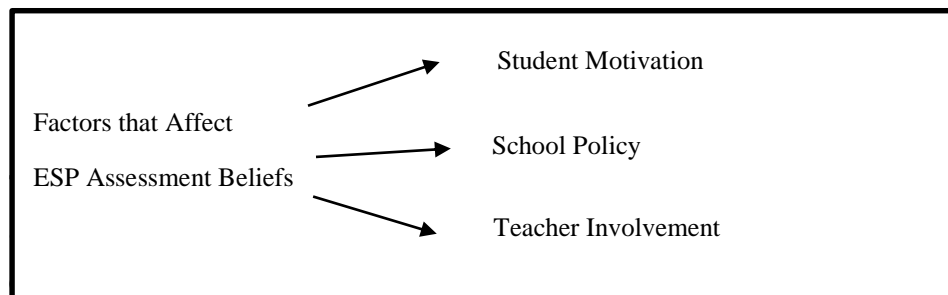 Factors that Affect
ESP Assessment Beliefs
Student Motivation
School Policy
Teacher Involvement